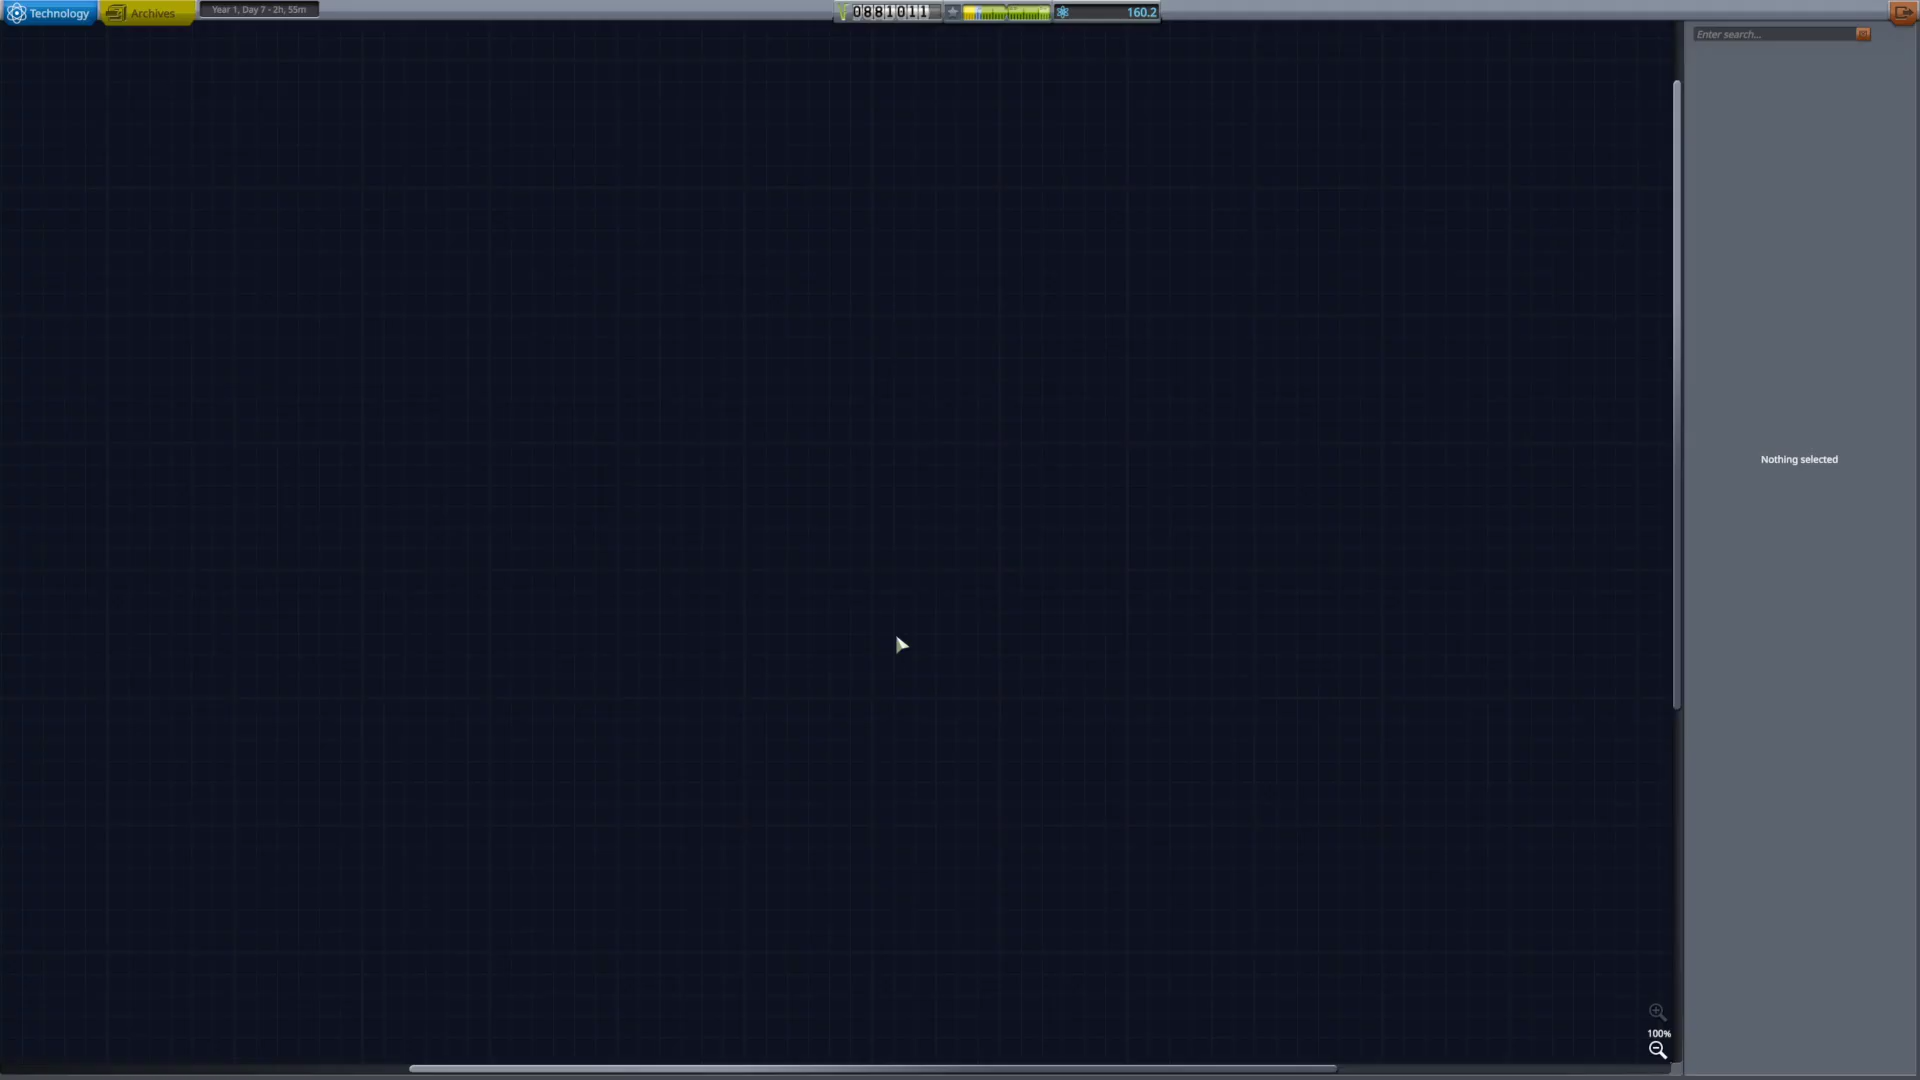 Technology
Archives
Year 1, Day 7 - 2h, 55m
0881011
160.2
Enter search...
Nothing selected
100%